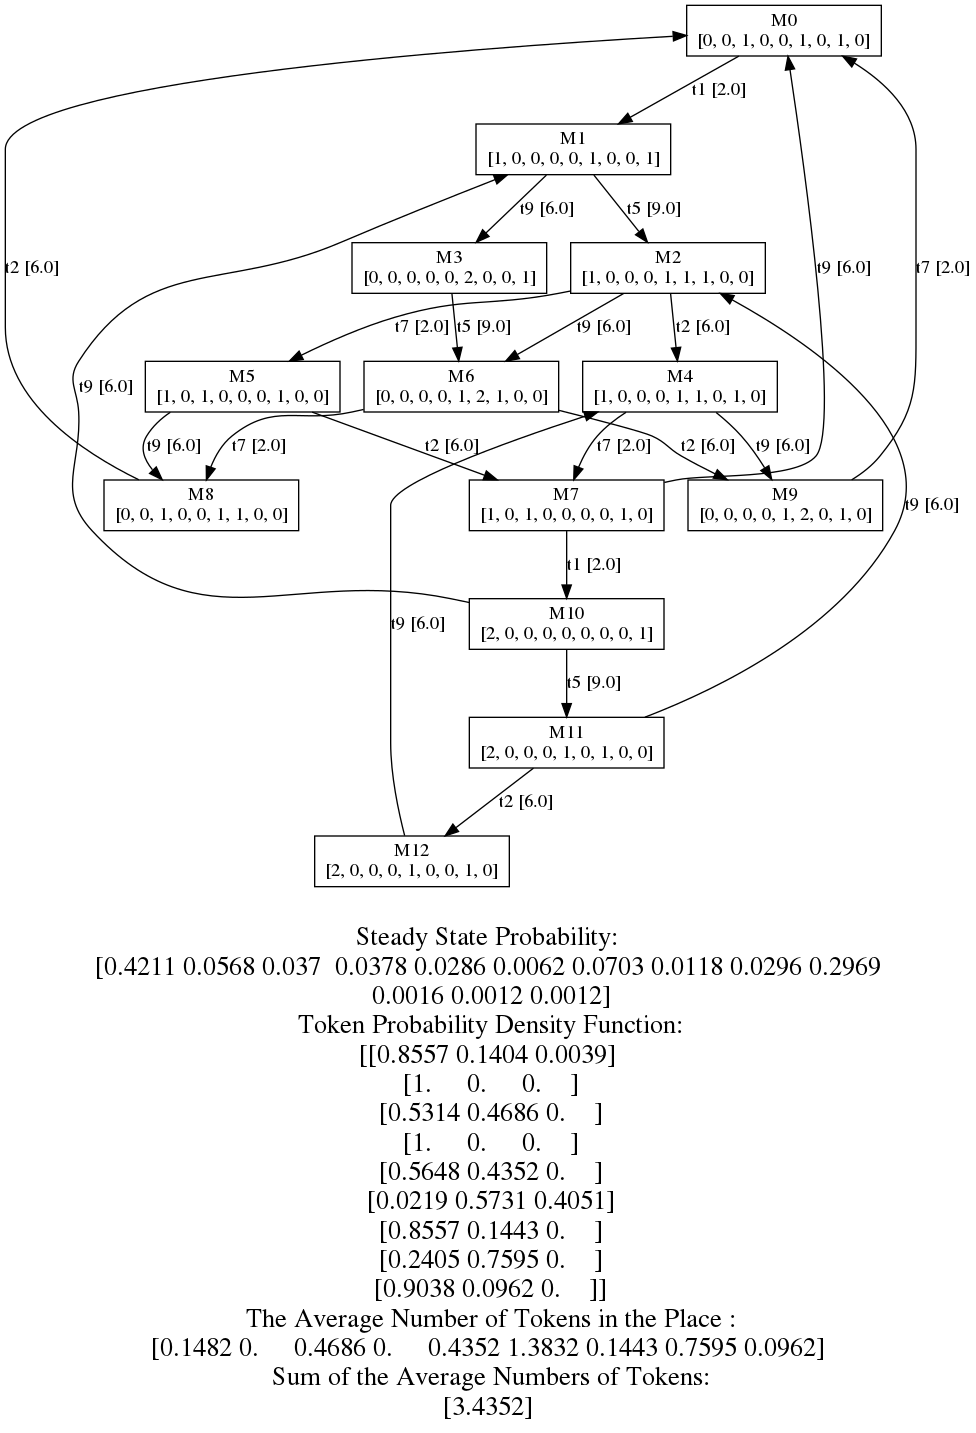 M0
[0, 0, 1, 0, 0, 1, 0, 1, 0]
t1 [2.0]
M1
[1, 0, 0, 0, 0, 1, 0, 0, 1]
t9 [6.0]
t5 [9.0]
M3
[0, 0, 0, 0, 0, 2, 0, 0, 1]
M2
[1, 0, 0, 0, 1, 1, 1, 0, 0]
t2 [6.0]
t9 [6.0]
t7 [2.0]
t7 [2.0]
t5 [9.0]
t9 [6.0]
t2 [6.0]
M5
[1, 0, 1, 0, 0, 0, 1, 0, 0]
M6
[0, 0, 0, 0, 1, 2, 1, 0, 0]
M4
[1, 0, 0, 0, 1, 1, 0, 1, 0]
t9 [6.0]
t9 [6.0]
t7 [2.0]
t2 [6.0]
t7 [2.0]
t2 [6.0]
t9 [6.0]
M8
[0, 0, 1, 0, 0, 1, 1, 0, 0]
M7
[1, 0, 1, 0, 0, 0, 0, 1, 0]
M9
[0, 0, 0, 0, 1, 2, 0, 1, 0]
t9 [6.0]
t1 [2.0]
M10
[2, 0, 0, 0, 0, 0, 0, 0, 1]
t9 [6.0]
t5 [9.0]
M11
[2, 0, 0, 0, 1, 0, 1, 0, 0]
t2 [6.0]
M12
[2, 0, 0, 0, 1, 0, 0, 1, 0]
Steady State Probability:
[0.4211 0.0568 0.037 0.0378 0.0286 0.0062 0.0703 0.0118 0.0296 0.2969
0.0016 0.0012 0.0012]
Token Probability Density Function:
[[0.8557 0.1404 0.0039]
[1. 0. 0. ]
[0.5314 0.4686 0. ]
[1. 0. 0. ]
[0.5648 0.4352 0. ]
[0.0219 0.5731 0.4051]
[0.8557 0.1443 0. ]
[0.2405 0.7595 0. ]
[0.9038 0.0962 0. ]]
The Average Number of Tokens in the Place :
[0.1482 0. 0.4686 0. 0.4352 1.3832 0.1443 0.7595 0.0962]
Sum of the Average Numbers of Tokens:
[3.4352]